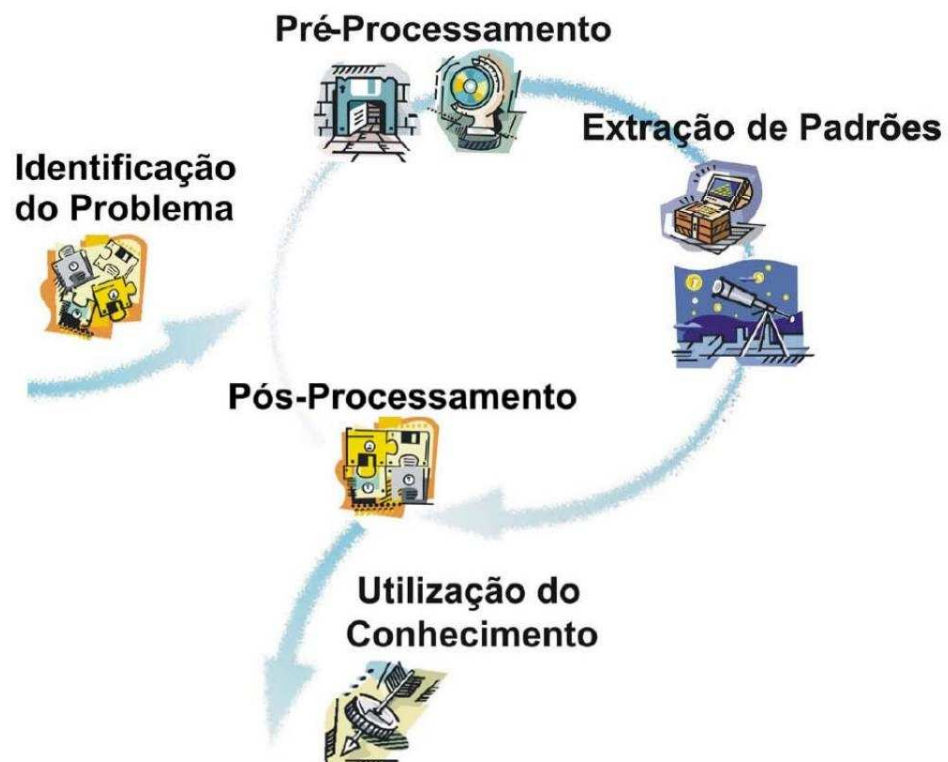 Pré-Processamento
Extração de Padrões
Identificação
do Problema
Pós-Processamento
Utilização do
Conhecimento